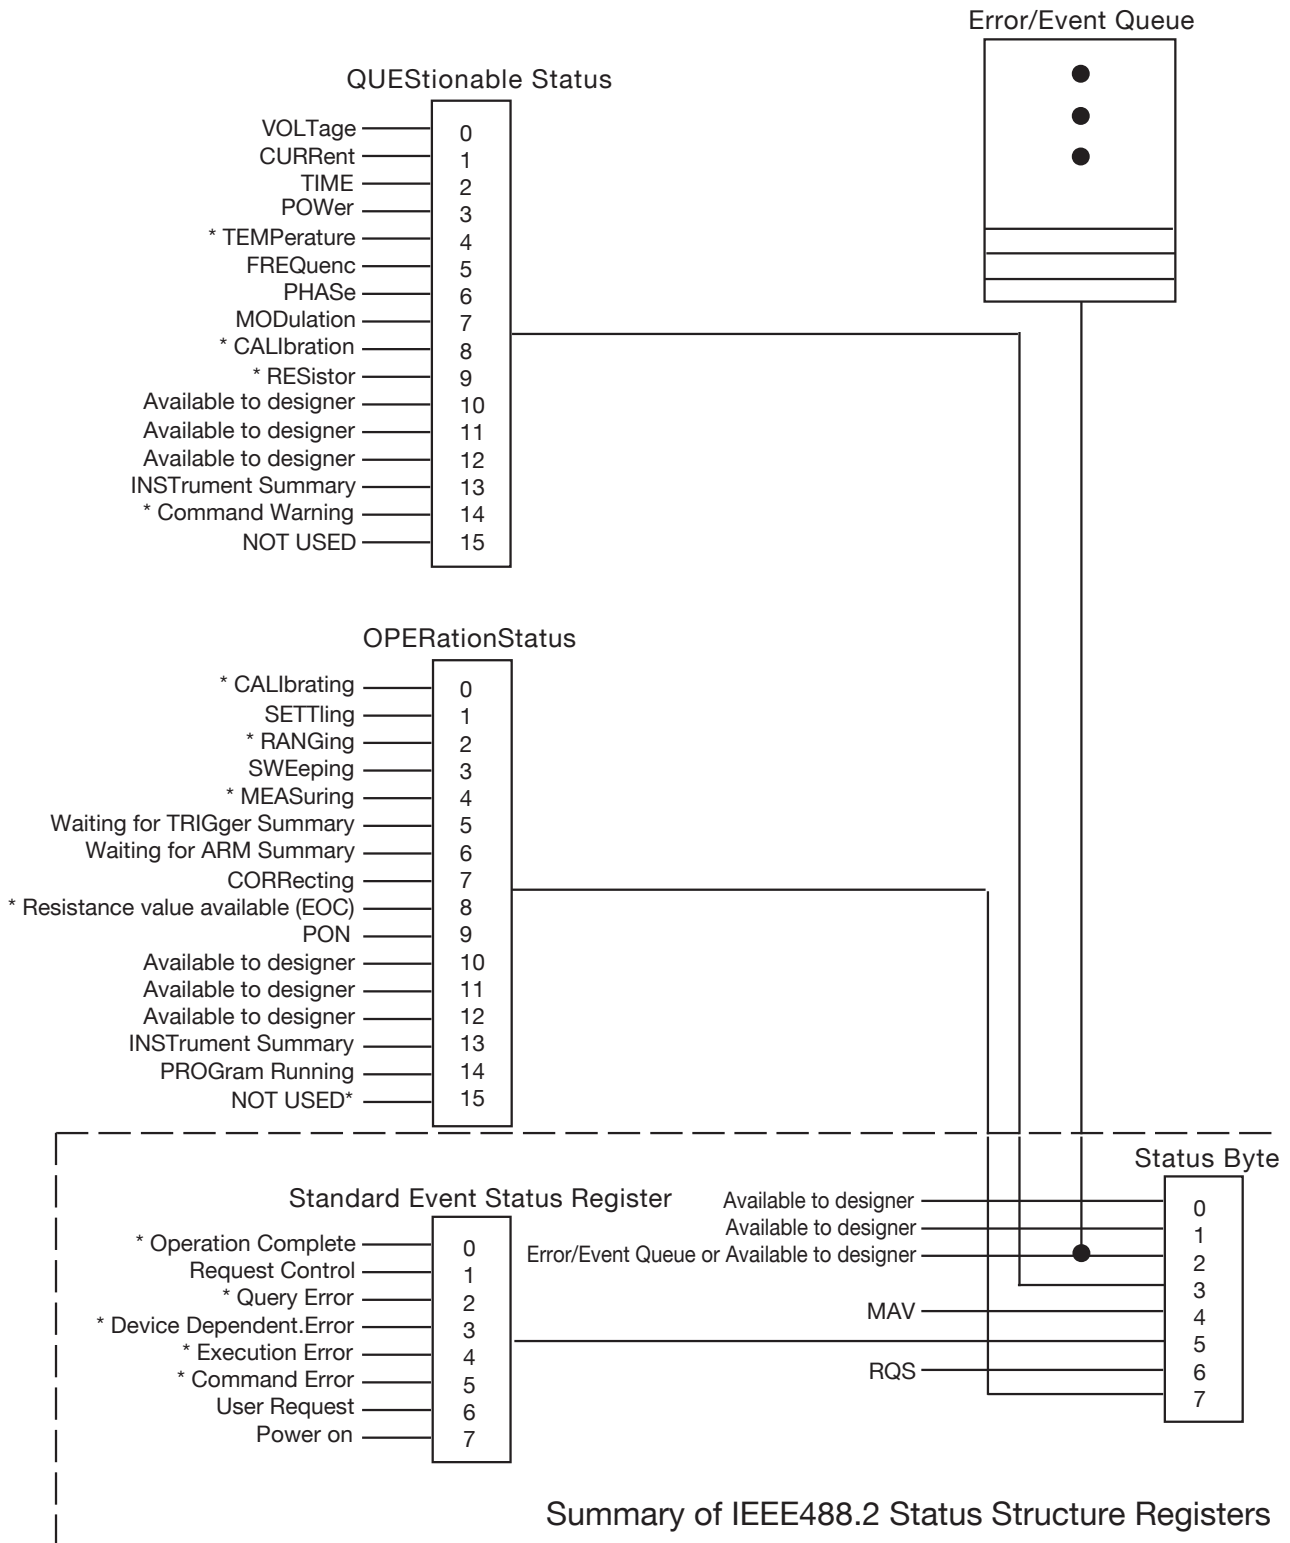 Error/Event Queue
QUEStionable Status
VOLTage 0
CURRent 1
TIME 2
POWer 3
* TEMPerature 4
FREQuenc 5
PHASe 6
MODulation 7
* CALIbration 8
* RESistor 9
Available to designer 10
Available to designer 11
Available to designer 12
INSTrument Summary 13
* Command Warning 14
NOT USED 15
OPERationStatus
* CALIbrating 0
SETTling 1
* RANGing 2
SWEeping 3
* MEASuring 4
Waiting for TRIGger Summary 5
Waiting for ARM Summary 6
CORRecting 7
* Resistance value available (EOC) 8
PON 9
Available to designer 10
Available to designer 11
Available to designer 12
INSTrument Summary 13
PROGram Running 14
NOT USED* 15
Standard Event Status Register
* Operation Complete 0
Request Control 1
* Query Error 2
* Device Dependent.Error 3
* Execution Error 4
* Command Error 5
User Request 6
Power on 7
Status Byte
Available to designer 0
Available to designer 1
Error/Event Queue or Available to designer 2
3
MAV 4
5
RQS 6
7
Summary of IEEE488.2 Status Structure Registers